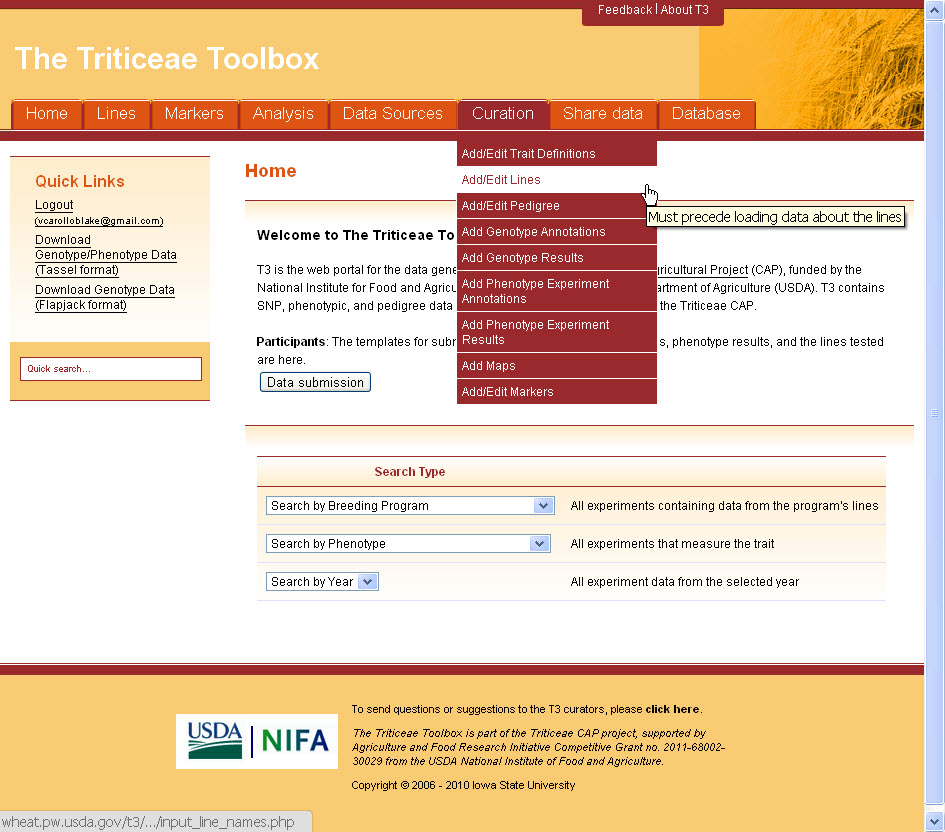 Feedback | About T3
The Triticeae Toolbox
Home Lines Markers Analysis Data Sources Curation Share data Database
Quick Links
Logout
(vcarolloblake@gmail.com)
Download
Genotype/Phenotype Data
(Tassel format)
Download Genotype Data
(Flapjack format)
Quick search...
Add/Edit Trait Definitions
Add/Edit Lines
Add/Edit Pedigree
Add Genotype Annotations
Add Genotype Results
Add Phenotype Experiment
Annotations
Add Phenotype Experiment
Results
Add Maps
Add/Edit Markers
Must precede loading data about the lines
Home
Welcome to The Triticeae To
T3 is the web portal for the data gene ricultural Project (CAP), funded by the
National Institute for Food and Agricu artment of Agriculture (USDA). T3 contains
SNP, phenotypic, and pedigree data the Triticeae CAP.
Participants: The templates for subm s, phenotype results, and the lines tested
are here.
Data submission
Search Type
Search by Breeding Program All experiments containing data from the program's lines
Search by Phenotype All experiments that measure the trait
Search by Year All experiment data from the selected year
USDA NIFA
To send questions or suggestions to the T3 curators, please click here.
The Triticeae Toolbox is part of the Triticeae CAP project, supported by
Agriculture and Food Research Initiative Competitive Grant no. 2011-68002-
30029 from the USDA National Institute of Food and Agriculture.
Copyright © 2006 - 2010 Iowa State University
wheat.pw.usda.gov/t3/.../input_line_names.php